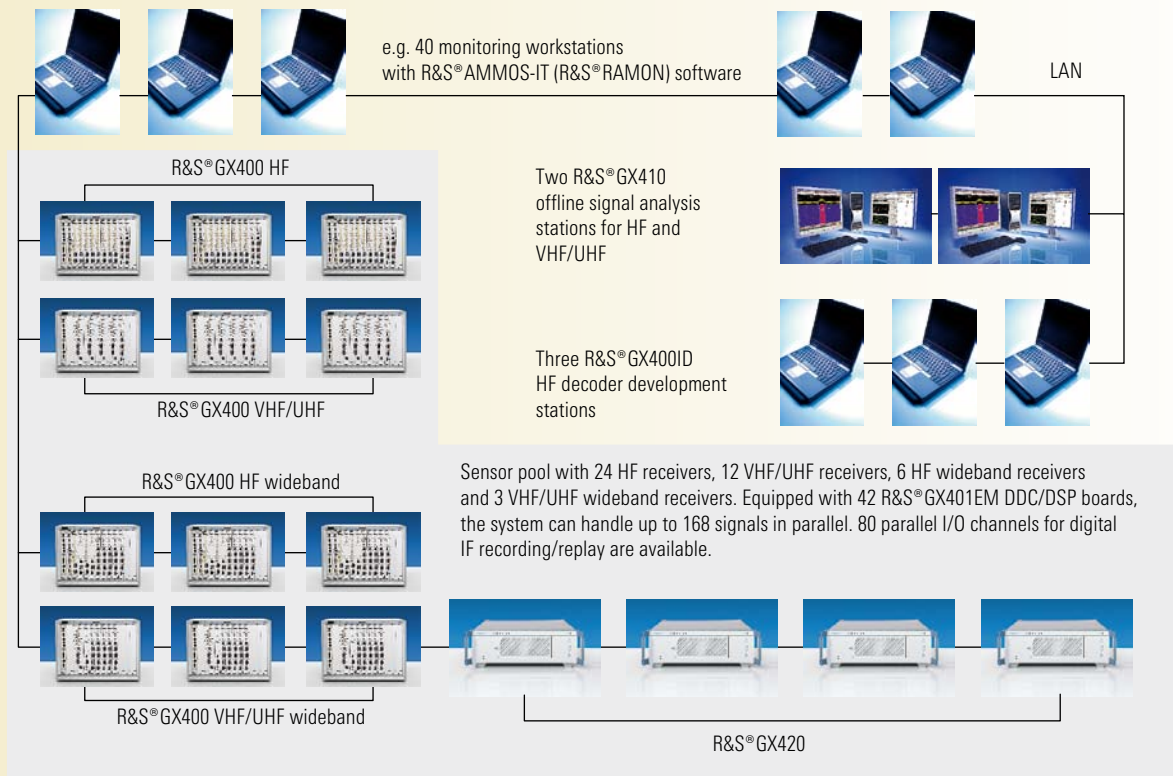 e.g. 40 monitoring workstations
with R&S®AMMOS-IT (R&S®RAMON) software
LAN
R&S®GX400 HF
Two R&S®GX410
offline signal analysis
stations for HF and
VHF/UHF
R&S®GX400 VHF/UHF
Three R&S®GX400ID
HF decoder development
stations
R&S®GX400 HF wideband
Sensor pool with 24 HF receivers, 12 VHF/UHF receivers, 6 HF wideband receivers
and 3 VHF/UHF wideband receivers. Equipped with 42 R&S®GX401EM DDC/DSP boards,
the system can handle up to 168 signals in parallel. 80 parallel I/O channels for digital
IF recording/replay are available.
R&S®GX400 VHF/UHF wideband
R&S®GX420